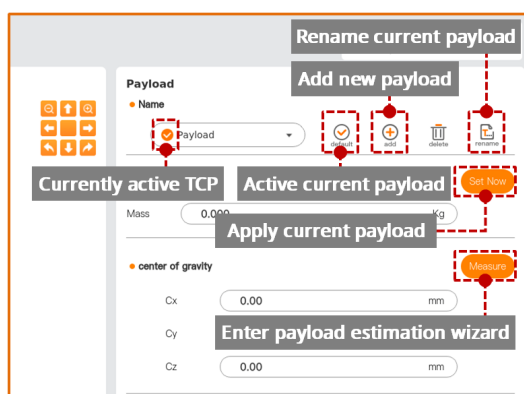 Rename current payload
Add new payload
Payload
Name
Payload
default
add
delete
rename
Currently active TCP
Active current payload
Set Now
Mass
0.000
Kg
Apply current payload
center of gravity
Measure
Cx
0.00
mm
Cy
Enter payload estimation wizard
Cz
0.00
mm